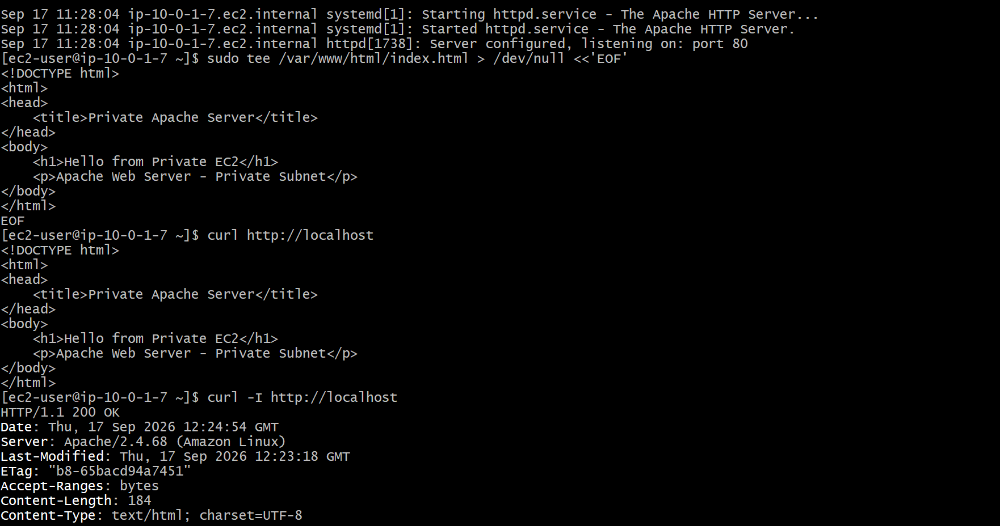 Sep 17 11:28:04 ip-10-0-1-7.ec2.internal systemd[1]: Starting httpd.service - The Apache HTTP Server...
Sep 17 11:28:04 ip-10-0-1-7.ec2.internal systemd[1]: Started httpd.service - The Apache HTTP Server.
Sep 17 11:28:04 ip-10-0-1-7.ec2.internal httpd[1738]: Server configured, listening on: port 80
[ec2-user@ip-10-0-1-7 ~]$ sudo tee /var/www/html/index.html > /dev/null <<'EOF'
<!DOCTYPE html>
<html>
<head>
    <title>Private Apache Server</title>
</head>
<body>
    <h1>Hello from Private EC2</h1>
    <p>Apache Web Server - Private Subnet</p>
</body>
</html>
EOF
[ec2-user@ip-10-0-1-7 ~]$ curl http://localhost
<!DOCTYPE html>
<html>
<head>
    <title>Private Apache Server</title>
</head>
<body>
    <h1>Hello from Private EC2</h1>
    <p>Apache Web Server - Private Subnet</p>
</body>
</html>
[ec2-user@ip-10-0-1-7 ~]$ curl -I http://localhost
HTTP/1.1 200 OK
Date: Thu, 17 Sep 2026 12:24:54 GMT
Server: Apache/2.4.68 (Amazon Linux)
Last-Modified: Thu, 17 Sep 2026 12:23:18 GMT
ETag: "b8-65bacd94a7451"
Accept-Ranges: bytes
Content-Length: 184
Content-Type: text/html; charset=UTF-8